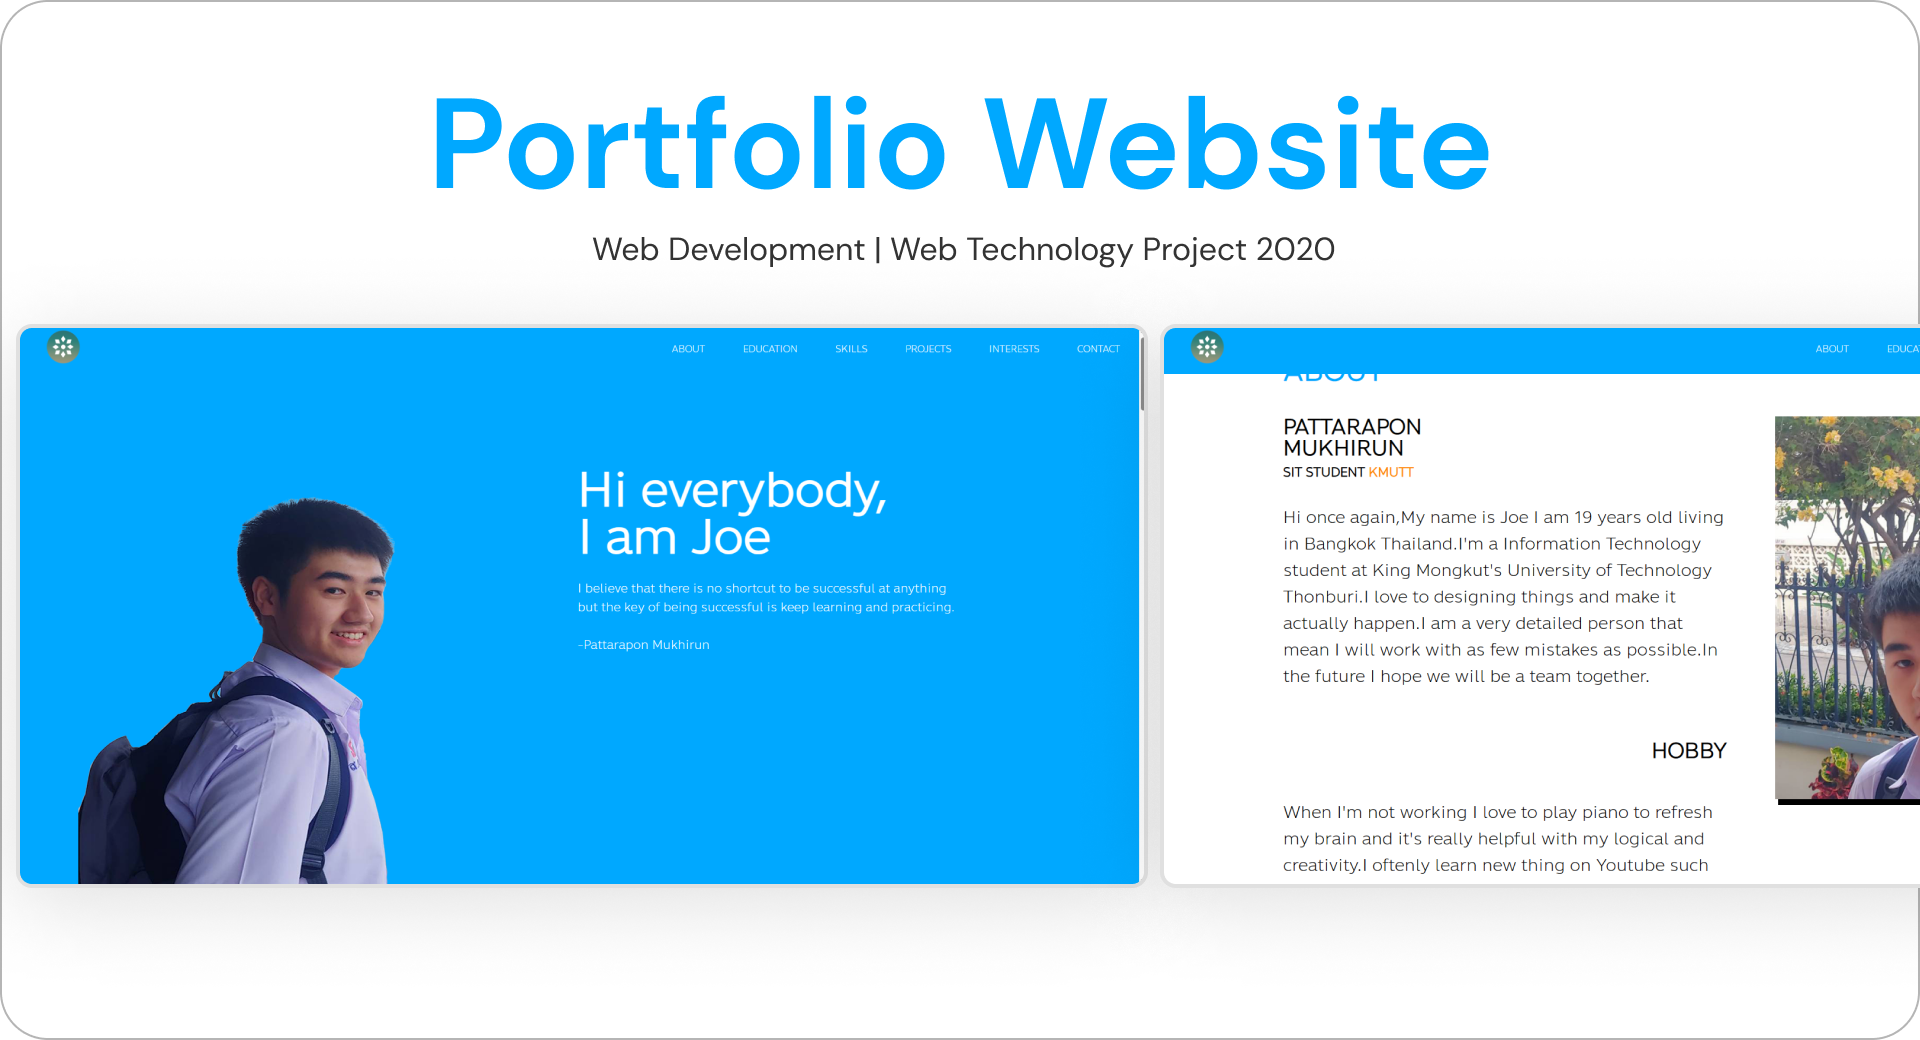 Portfolio Website
Web Development | Web Technology Project 2020
ABOUT EDUCATION SKILLS PROJECTS INTERESTS CONTACT
Hi everybody,
I am Joe
I believe that there is no shortcut to be successful at anything
but the key of being successful is keep learning and practicing.
-Pattarapon Mukhirun
ABOUT
ABOUT
PATTARAPON
MUKHIRUN
SIT STUDENT KMUTT
Hi once again,My name is Joe I am 19 years old living
in Bangkok Thailand.I'm a Information Technology
student at King Mongkut's University of Technology
Thonburi.I love to designing things and make it
actually happen.I am a very detailed person that
mean I will work with as few mistakes as possible.In
the future I hope we will be a team together.
HOBBY
When I'm not working I love to play piano to refresh
my brain and it's really helpful with my logical and
creativity.I oftenly learn new thing on Youtube such